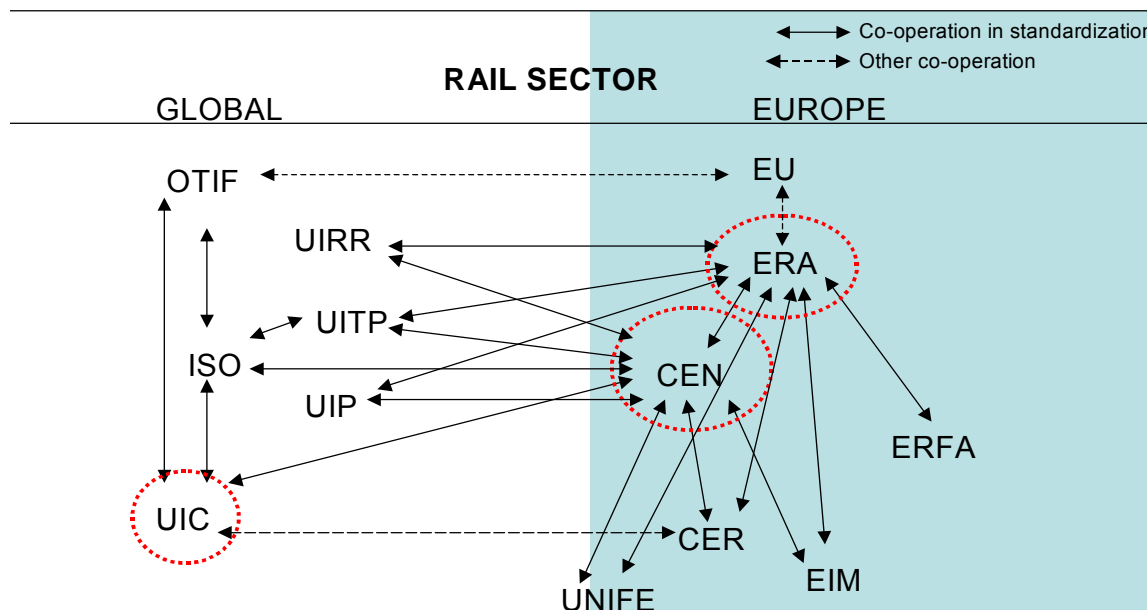 Co-operation in standardization
Other co-operation
RAIL SECTOR
GLOBAL
EUROPE
OTIF
EU
UIRR
ERA
UITP
ISO
CEN
UIP
ERFA
UIC
CER
EIM
UNIFE